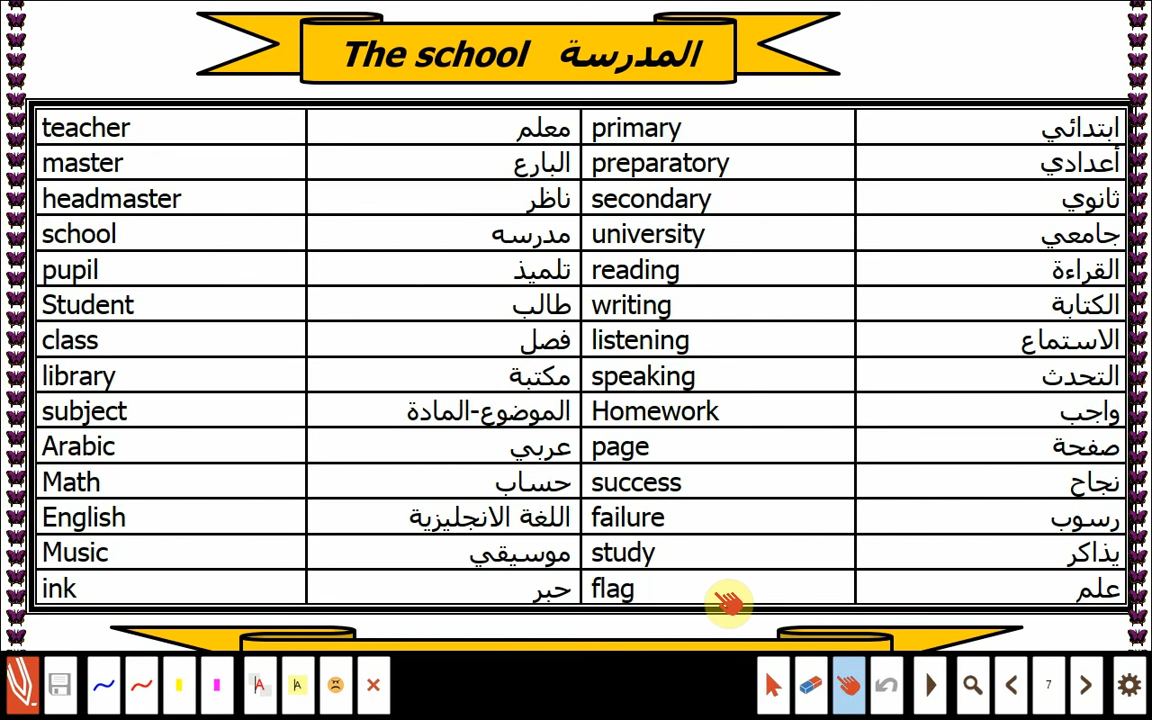 The school المدرسة
teacher معلم primary إبتدائي
master البارع preparatory أعدادي
headmaster ناظر secondary ثانوي
school مدرسه university جامعي
pupil تلميذ reading القراءة
Student طالب writing الكتابة
class فصل listening الاستماع
library مكتبة speaking التحدث
subject الموضوع-المادة Homework واجب
Arabic عربي page صفحة
Math حساب success نجاح
English اللغة الانجليزية failure رسوب
Music موسيقي study يذاكر
ink حبر flag علم
A A 7